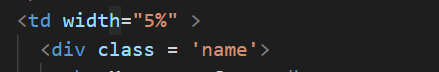 <td width="5%" >
<div class = 'name'>